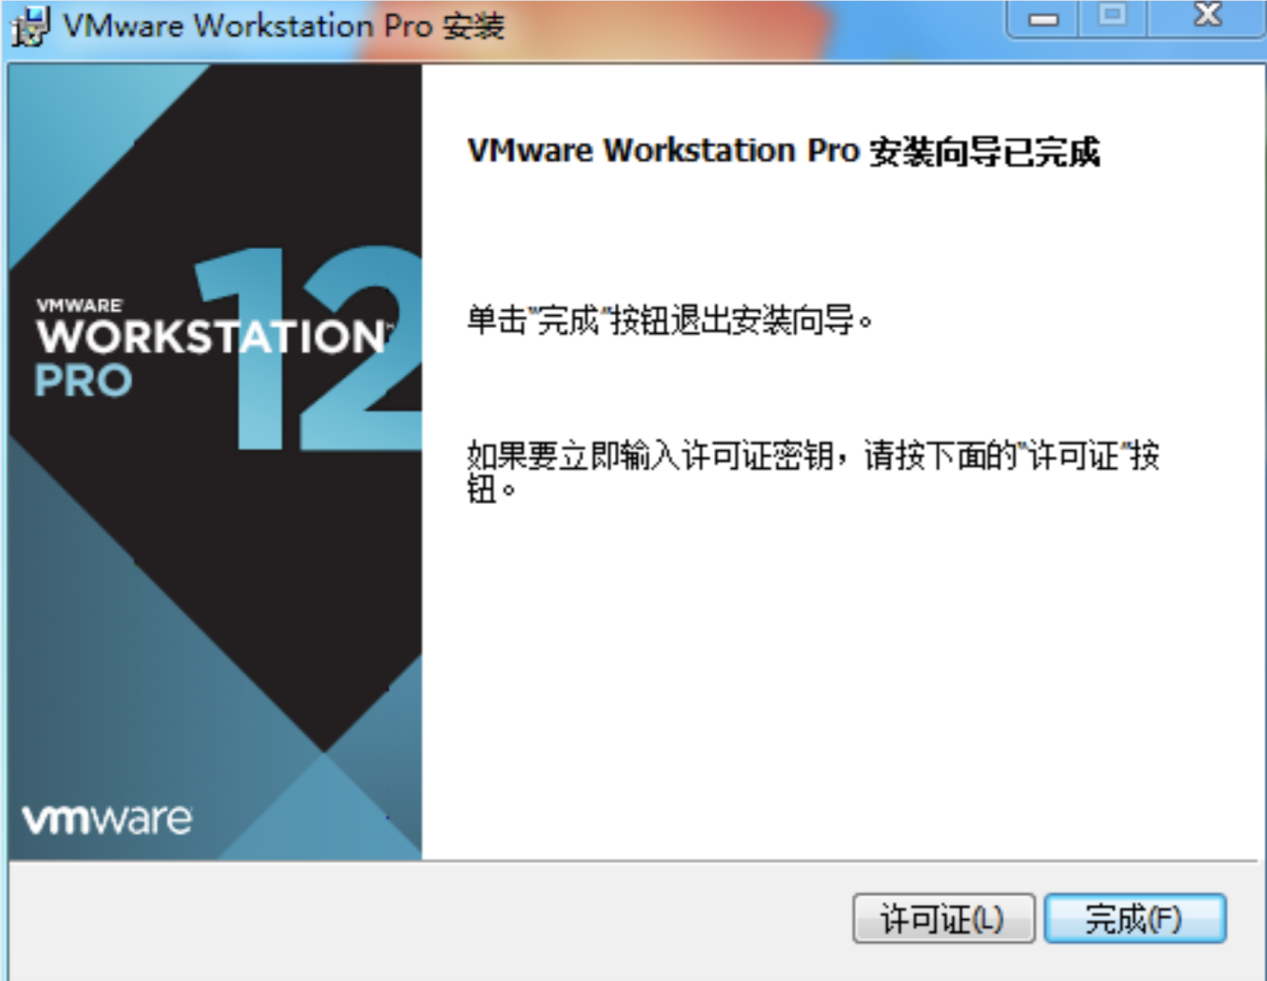 VMware Workstation Pro 安装
VMware Workstation Pro 安装向导已完成
12
VMWARE
WORKSTATION™
PRO
单击"完成"按钮退出安装向导。
如果要立即输入许可证密钥，请按下面的"许可证"按
钮。
vmware
许可证(L)
完成(F)